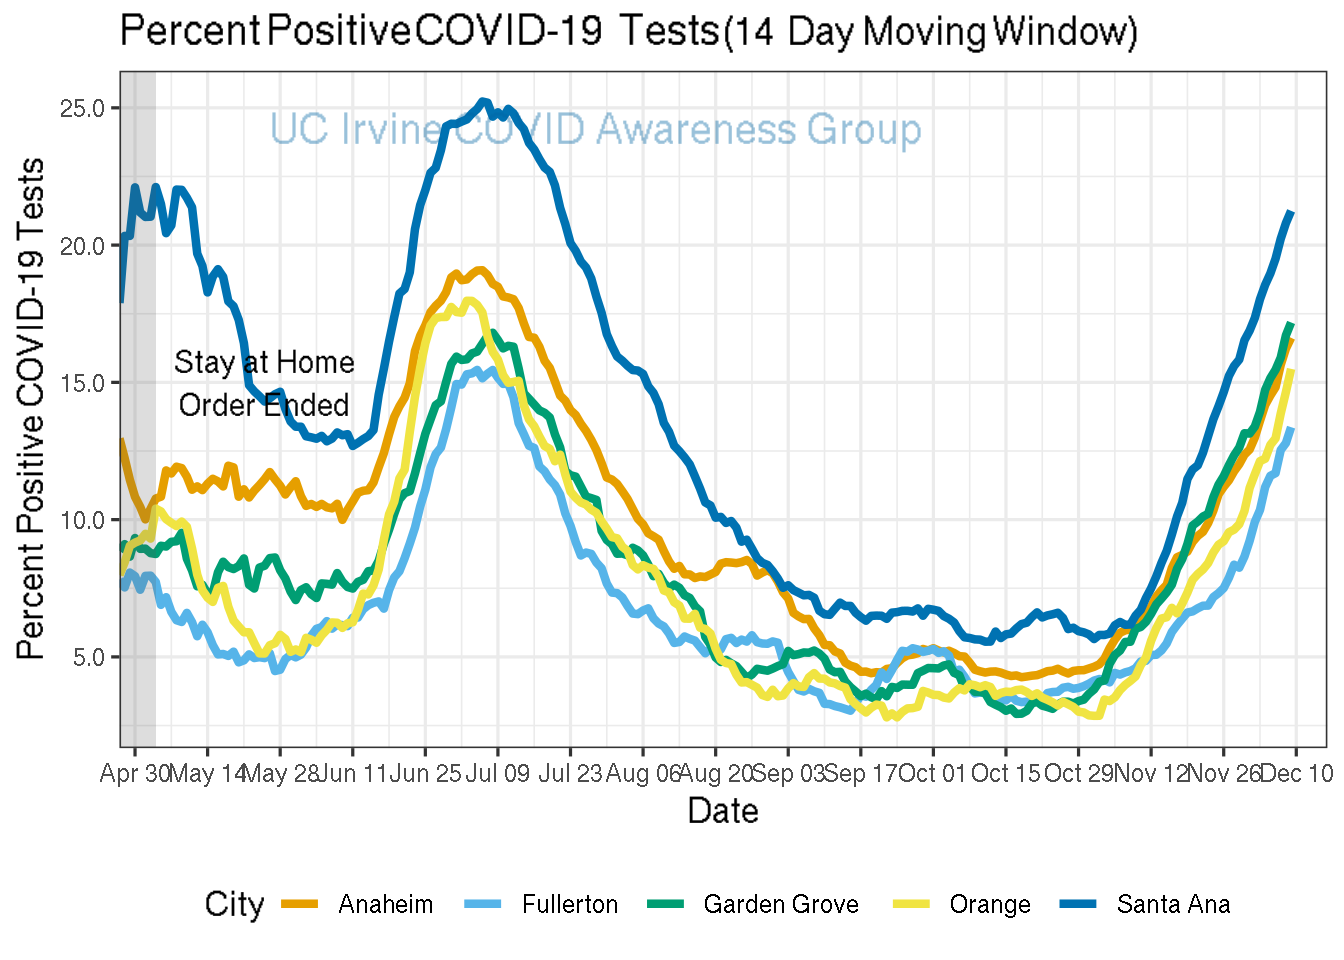 Percent Positive COVID-19 Tests (14 Day Moving Window)
UC Irvine COVID Awareness Group
Stay at Home
Order Ended
Percent Positive COVID-19 Tests
25.0
20.0
15.0
10.0
5.0
Apr 30 May 14 May 28 Jun 11 Jun 25 Jul 09 Jul 23 Aug 06 Aug 20 Sep 03 Sep 17 Oct 01 Oct 15 Oct 29 Nov 12 Nov 26 Dec 10
Date
City Anaheim Fullerton Garden Grove Orange Santa Ana